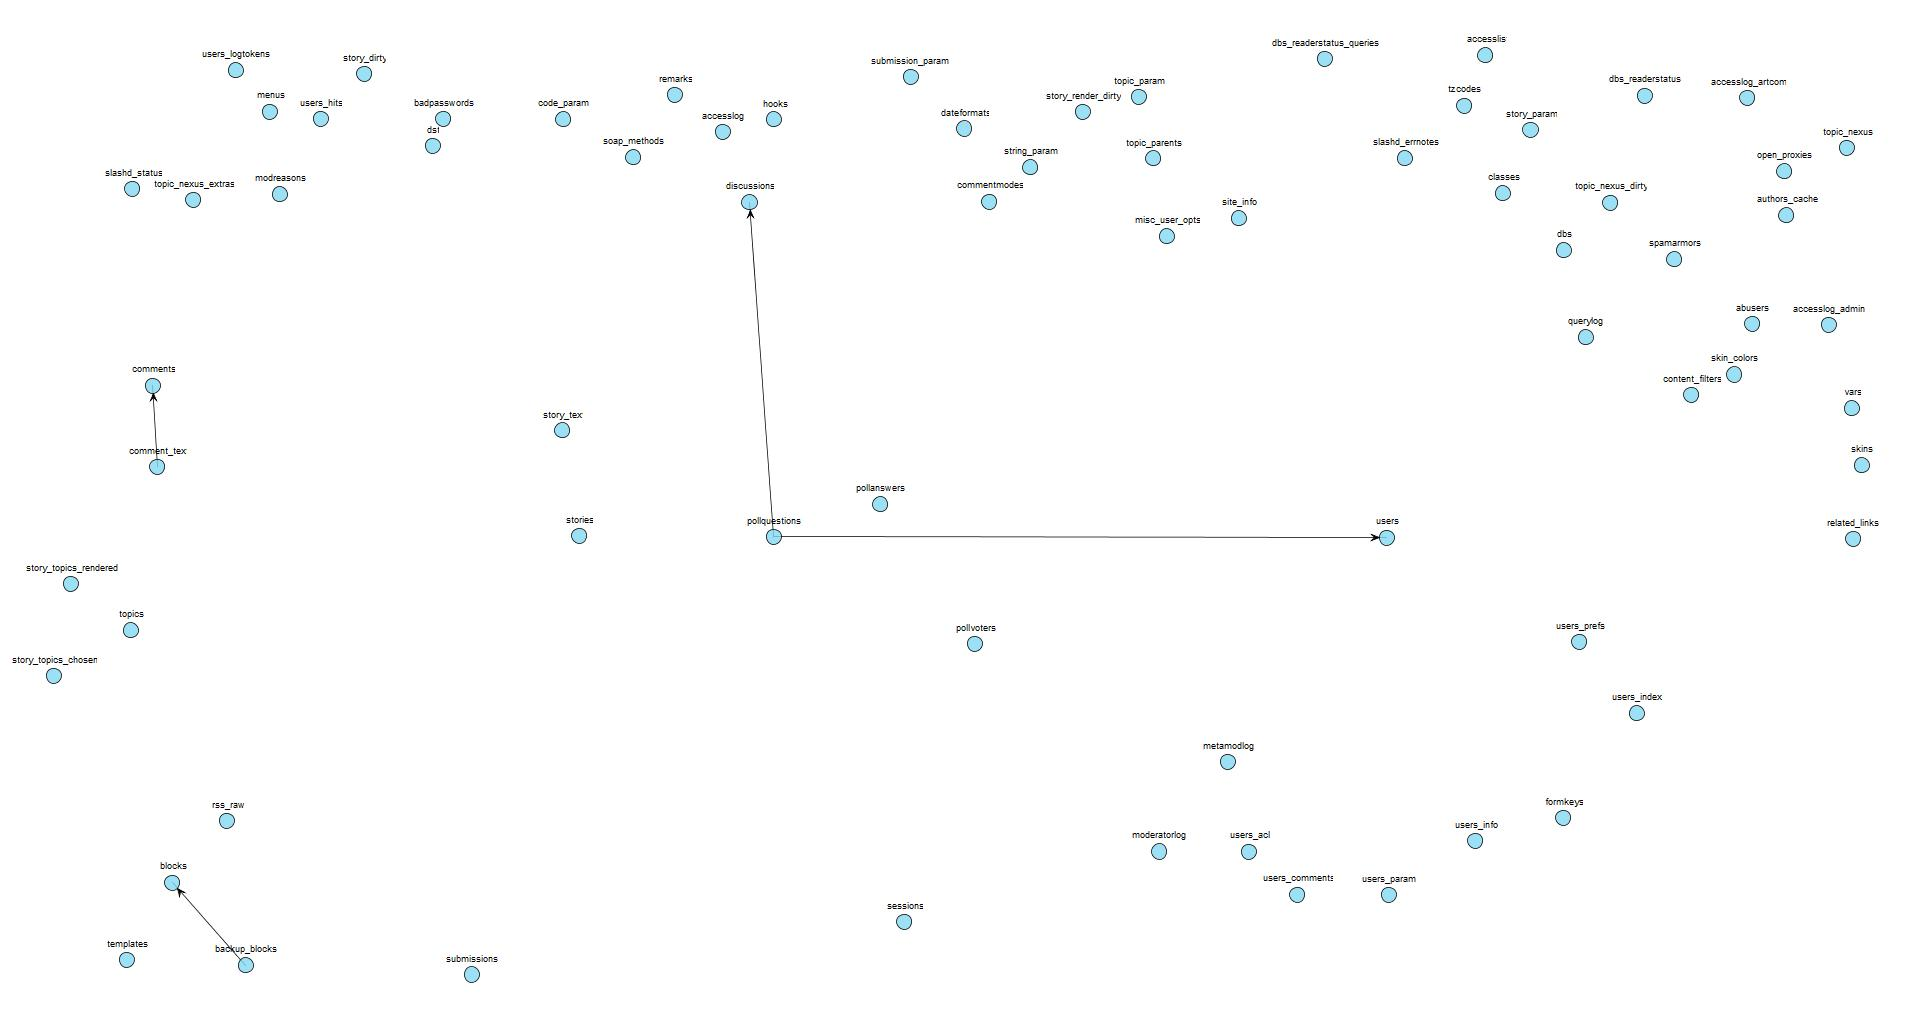 users_logtokens
story_dirty
menus
users_hits
badpasswords
dst
slashd_status
topic_nexus_extras
modreasons
code_param
remarks
accesslog
hooks
soap_methods
discussions
submission_param
dateformats
string_param
commentmodes
story_render_dirty
topic_param
topic_parents
misc_user_opts
site_info
dbs_readerstatus_queries
accesslis
tzcodes
story_param
slashd_errnotes
classes
dbs_readerstatus
accesslog_artcom
topic_nexus
open_proxies
topic_nexus_dirty
authors_cache
dbs
spamarmors
querylog
abusers
accesslog_admin
skin_colors
content_filters
vars
skins
related_links
comments
comment_tex
story_tex
stories
pollanswers
pollquestions
users
story_topics_rendered
topics
story_topics_chosen
pollvoters
users_prefs
users_index
metamodlog
formkeys
users_info
moderatorlog
users_acl
users_comments
users_param
rss_raw
blocks
templates
backup_blocks
submissions
sessions